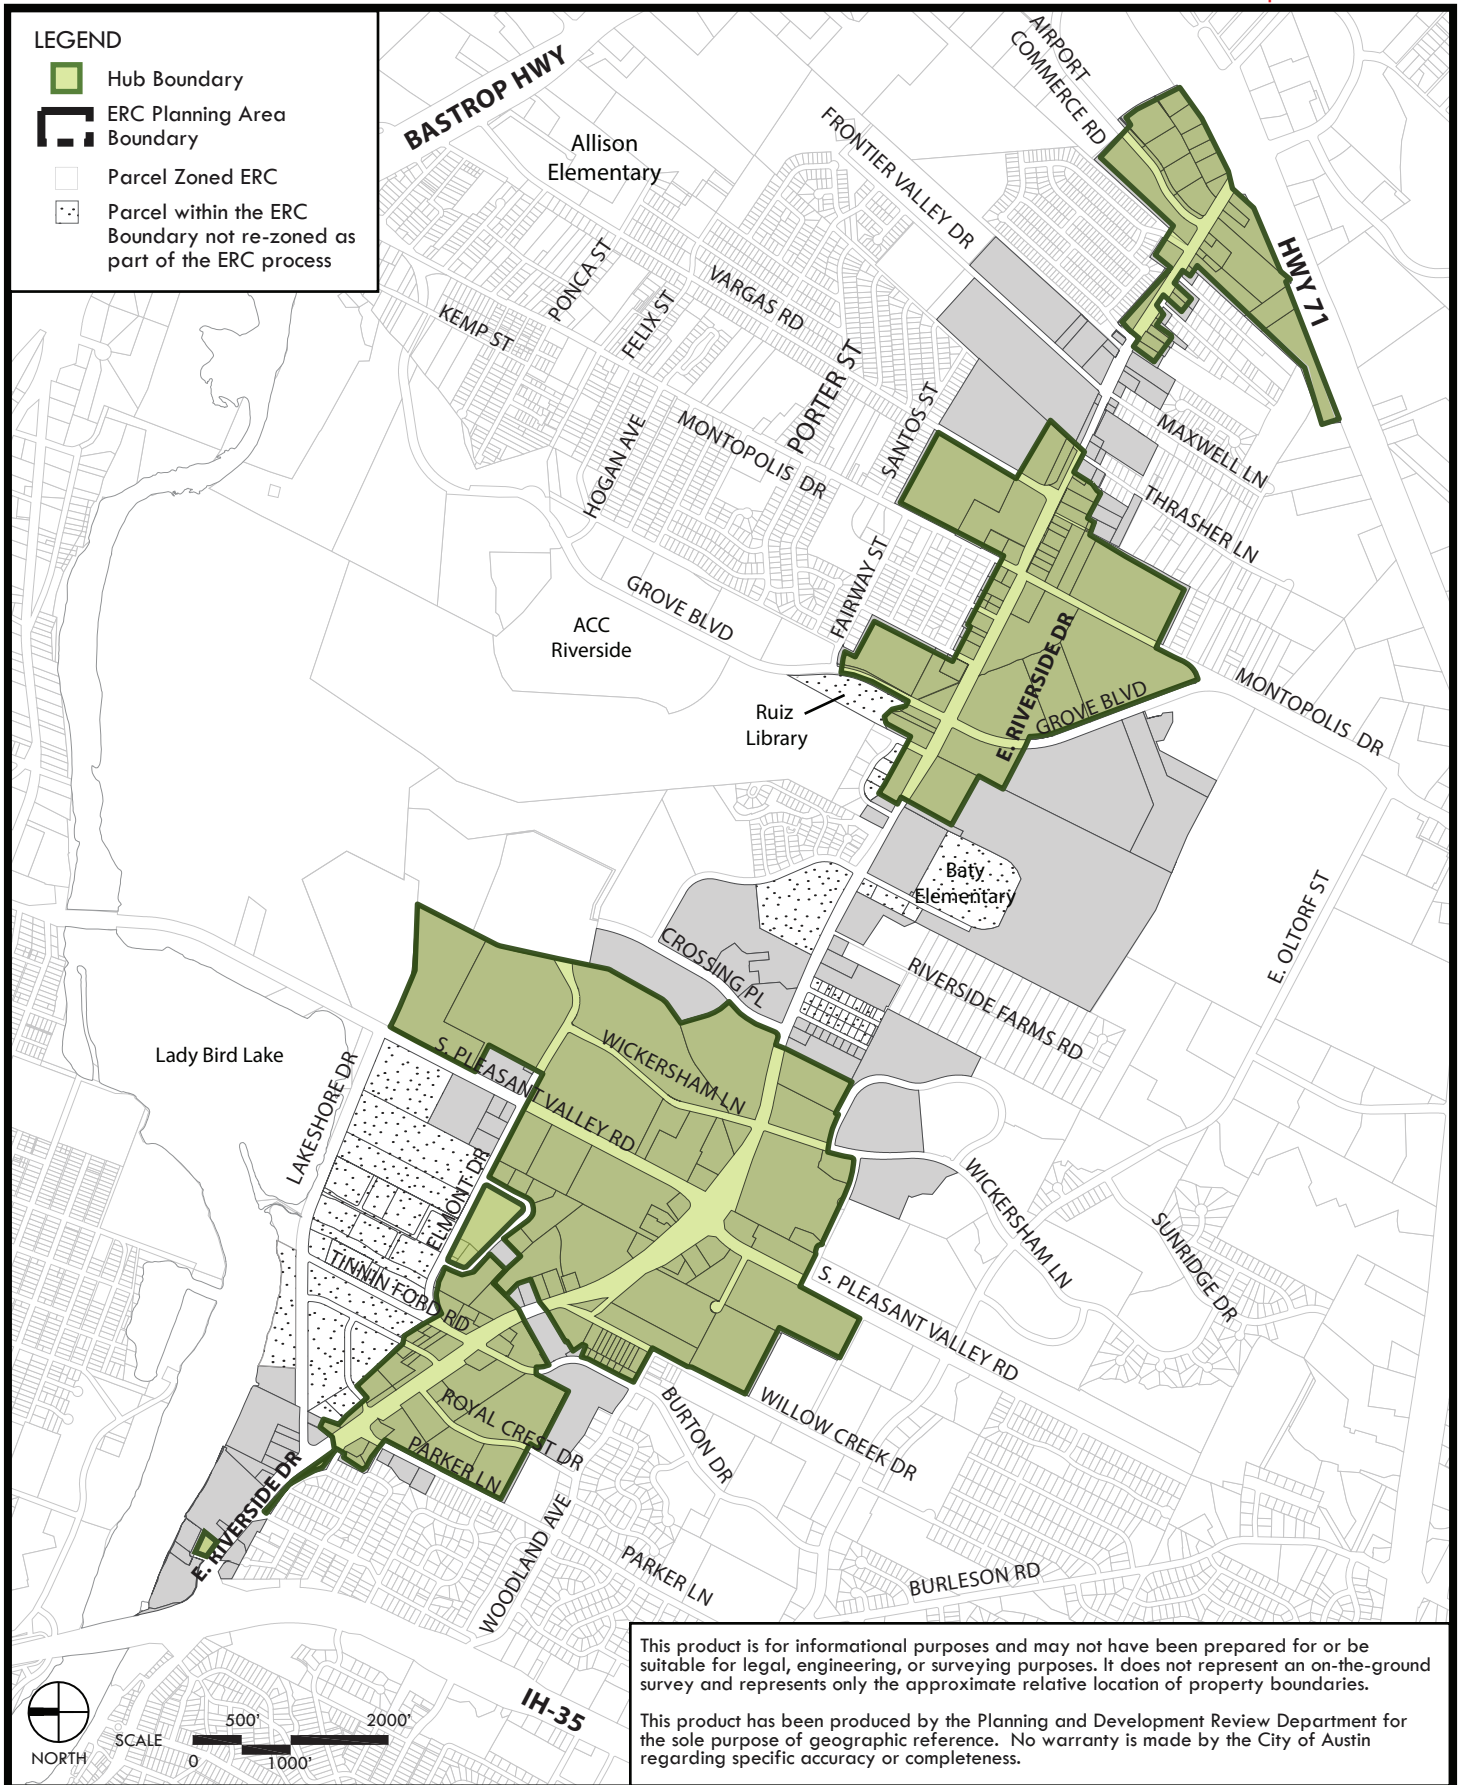 LEGEND
Hub Boundary
ERC Planning Area
Boundary
Parcel Zoned ERC
Parcel within the ERC
Boundary not re-zoned as
part of the ERC process
BASTROP HWY
AIRPORT
COMMERCE RD
Allison
Elementary
FRONTIER VALLEY DR
HWY 71
PONCA ST
VARGAS RD
KEMP ST
FELIX ST
PORTER ST
SANTOS ST
HOGAN AVE
MONTOPOLIS DR
MAXWELL LN
THRASHER LN
FAIRWAY ST
GROVE BLVD
ACC
Riverside
E. RIVERSIDE DR
GROVE BLVD
MONTOPOLIS DR
Ruiz
Library
Baty
Elementary
E. OLTORF ST
CROSSING PL
RIVERSIDE FARMS RD
Lady Bird Lake
LAKESHORE DR
S. PLEASANT VALLEY RD
WICKERSHAM LN
ELMONT DR
WICKERSHAM LN
SUNRIDGE DR
TINNIN FORD RD
S. PLEASANT VALLEY RD
ROYAL CREST DR
PARKER LN
BURTON DR
WILLOW CREEK DR
E. RIVERSIDE DR
WOODLAND AVE
PARKER LN
BURLESON RD
IH-35
NORTH
SCALE
500'
2000'
0
1000'
This product is for informational purposes and may not have been prepared for or be
suitable for legal, engineering, or surveying purposes. It does not represent an on-the-ground
survey and represents only the approximate relative location of property boundaries.
This product has been produced by the Planning and Development Review Department for
the sole purpose of geographic reference. No warranty is made by the City of Austin
regarding specific accuracy or completeness.